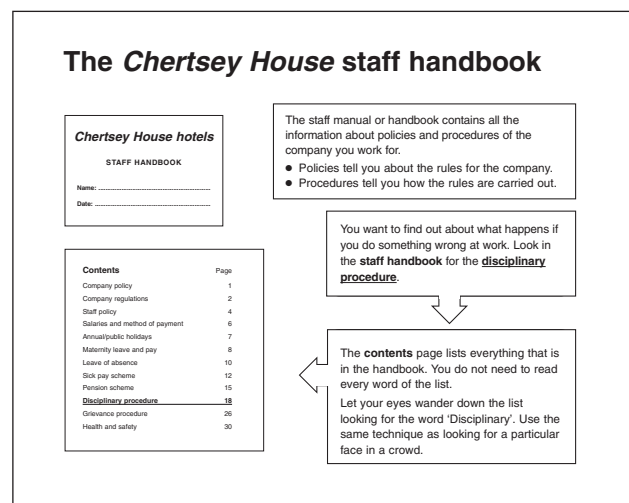 The Chertsey House staff handbook
Chertsey House hotels
STAFF HANDBOOK
Name: ........................................................
Date: ........................................................
The staff manual or handbook contains all the
information about policies and procedures of the
company you work for.
● Policies tell you about the rules for the company.
● Procedures tell you how the rules are carried out.
You want to find out about what happens if
you do something wrong at work. Look in
the staff handbook for the disciplinary
procedure.
Contents Page
Company policy 1
Company regulations 2
Staff policy 4
Salaries and method of payment 6
Annual/public holidays 7
Maternity leave and pay 8
Leave of absence 10
Sick pay scheme 12
Pension scheme 15
Disciplinary procedure 18
Grievance procedure 26
Health and safety 30
The contents page lists everything that is
in the handbook. You do not need to read
every word of the list.
Let your eyes wander down the list
looking for the word ‘Disciplinary’. Use the
same technique as looking for a particular
face in a crowd.